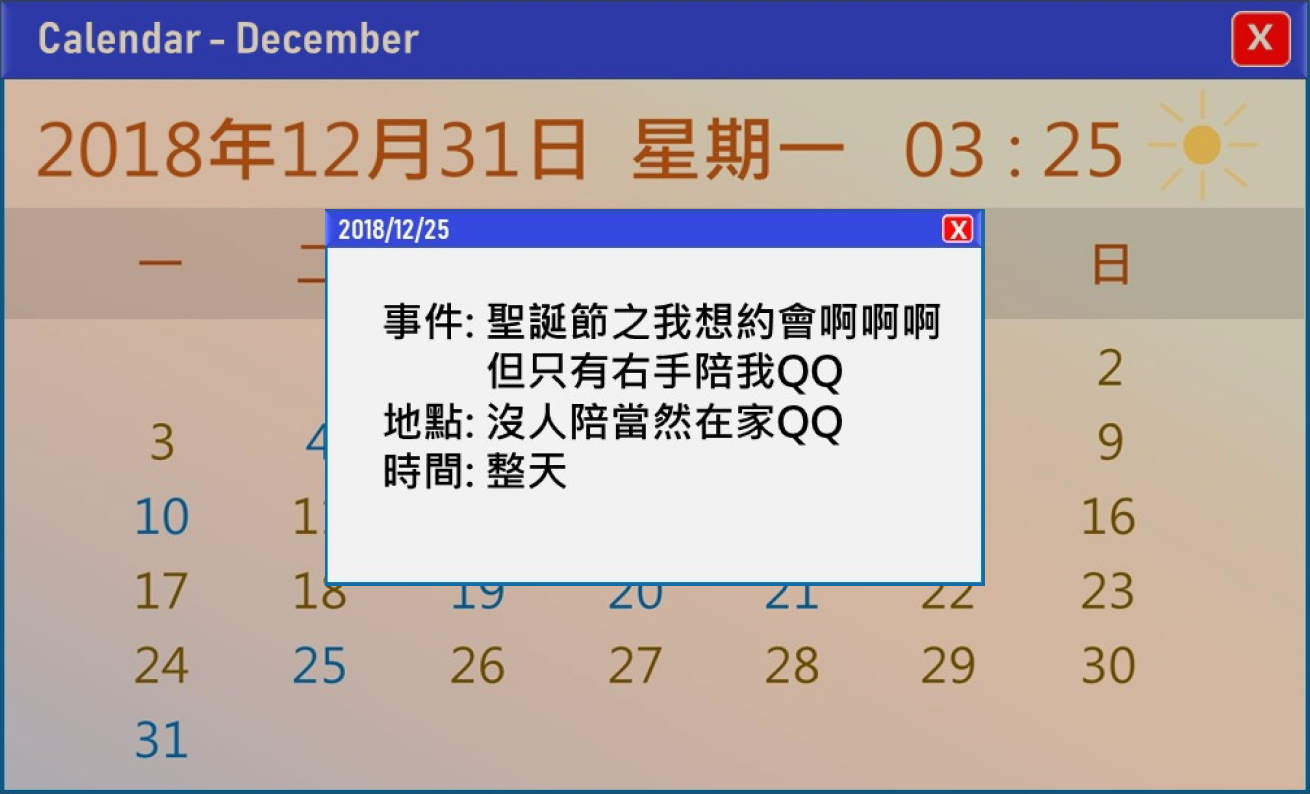 Calendar - December
X
2018年12月31日 星期一 03 : 25
2018/12/25
X
一
日
事件: 聖誕節之我想約會啊啊啊
但只有右手陪我QQ
地點: 沒人陪當然在家QQ
時間: 整天
2
3 4 9
10 16
17 18 19 20 21 22 23
24 25 26 27 28 29 30
31